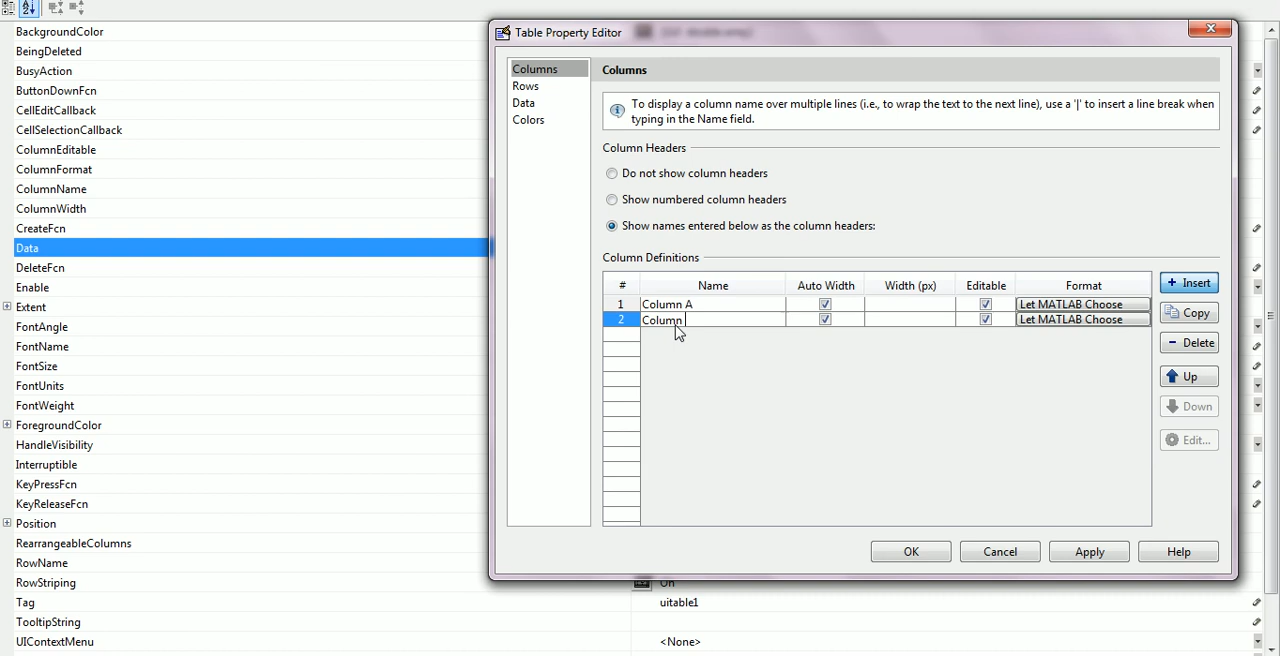 BackgroundColor
BeingDeleted
BusyAction
ButtonDownFcn
CellEditCallback
CellSelectionCallback
ColumnEditable
ColumnFormat
ColumnName
ColumnWidth
CreateFcn
Data
DeleteFcn
Enable
Extent
FontAngle
FontName
FontSize
FontUnits
FontWeight
ForegroundColor
HandleVisibility
Interruptible
KeyPressFcn
KeyReleaseFcn
Position
RearrangeableColumns
RowName
RowStriping On
Tag uitable1
TooltipString
UIContextMenu <None>
Table Property Editor
Columns
Rows
Data
Colors
Columns
To display a column name over multiple lines (i.e., to wrap the text to the next line), use a '|' to insert a line break when
typing in the Name field.
Column Headers
Do not show column headers
Show numbered column headers
Show names entered below as the column headers:
Column Definitions
# Name Auto Width Width (px) Editable Format
1 Column A Let MATLAB Choose
2 Column Let MATLAB Choose
Insert
Copy
Delete
Up
Down
Edit...
OK Cancel Apply Help